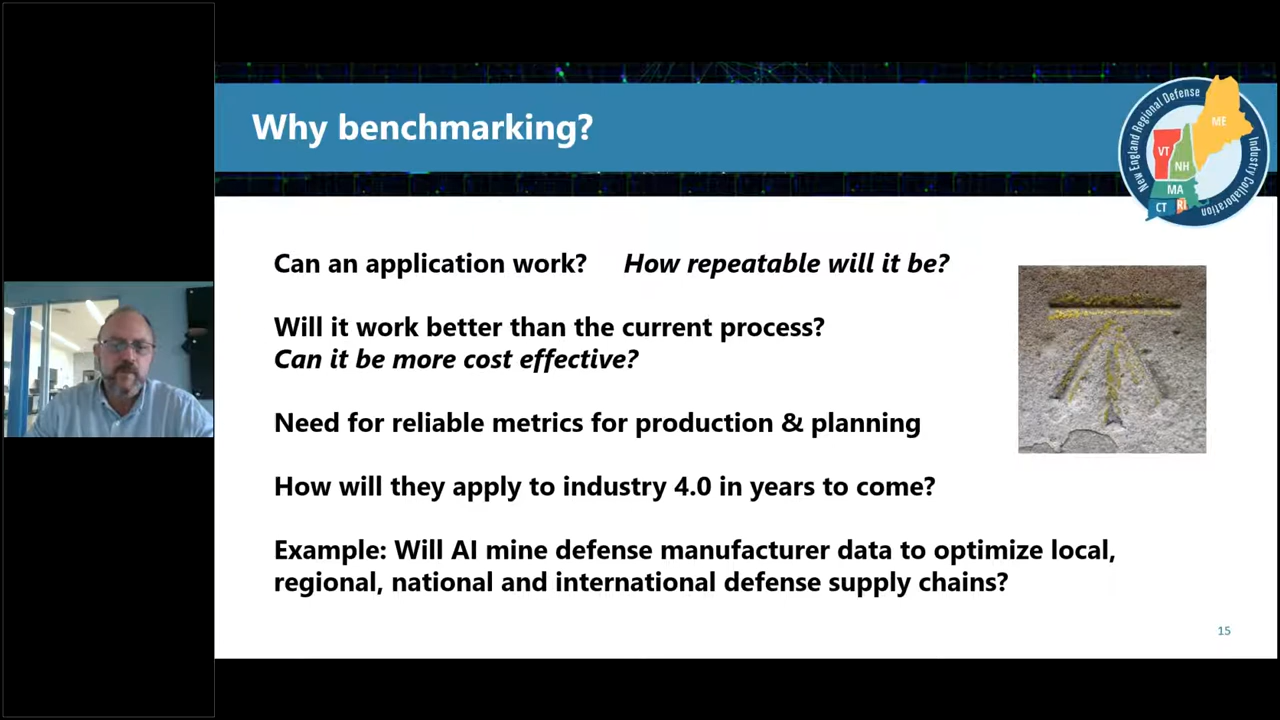 Why benchmarking?
New England Regional Defense
Industry Collaboration
ME
VT
NH
MA
CT
RI
Can an application work? How repeatable will it be?
Will it work better than the current process?
Can it be more cost effective?
Need for reliable metrics for production & planning
How will they apply to industry 4.0 in years to come?
Example: Will AI mine defense manufacturer data to optimize local,
regional, national and international defense supply chains?
15